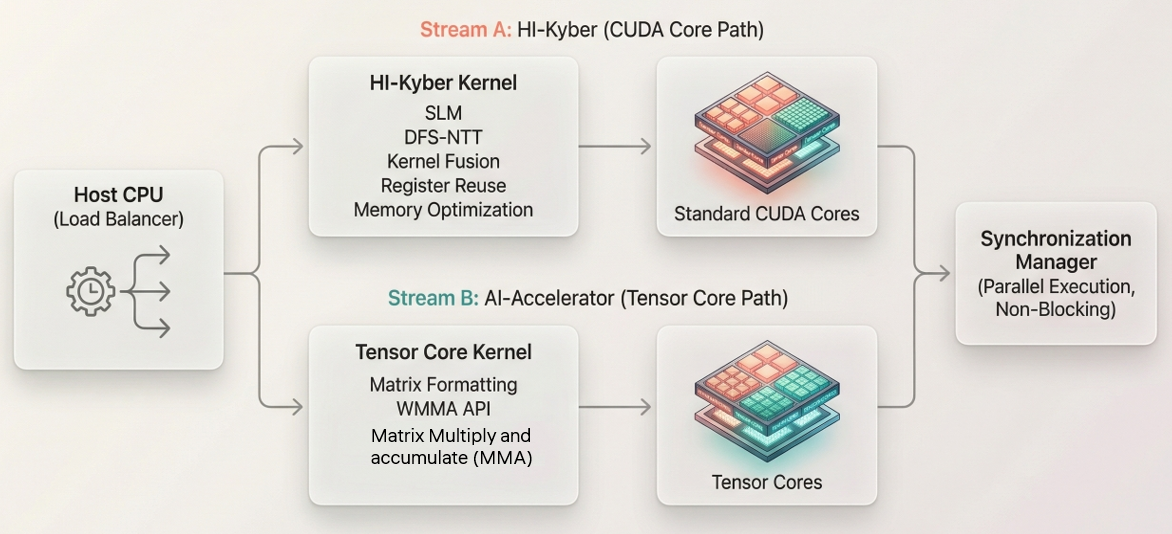 Stream A: HI-Kyber (CUDA Core Path)
HI-Kyber Kernel
SLM
DFS-NTT
Kernel Fusion
Register Reuse
Memory Optimization
Standard CUDA Cores
Host CPU
(Load Balancer)
Synchronization
Manager
(Parallel Execution,
Non-Blocking)
Stream B: AI-Accelerator (Tensor Core Path)
Tensor Core Kernel
Matrix Formatting
WMMA API
Matrix Multiply and
accumulate (MMA)
Tensor Cores